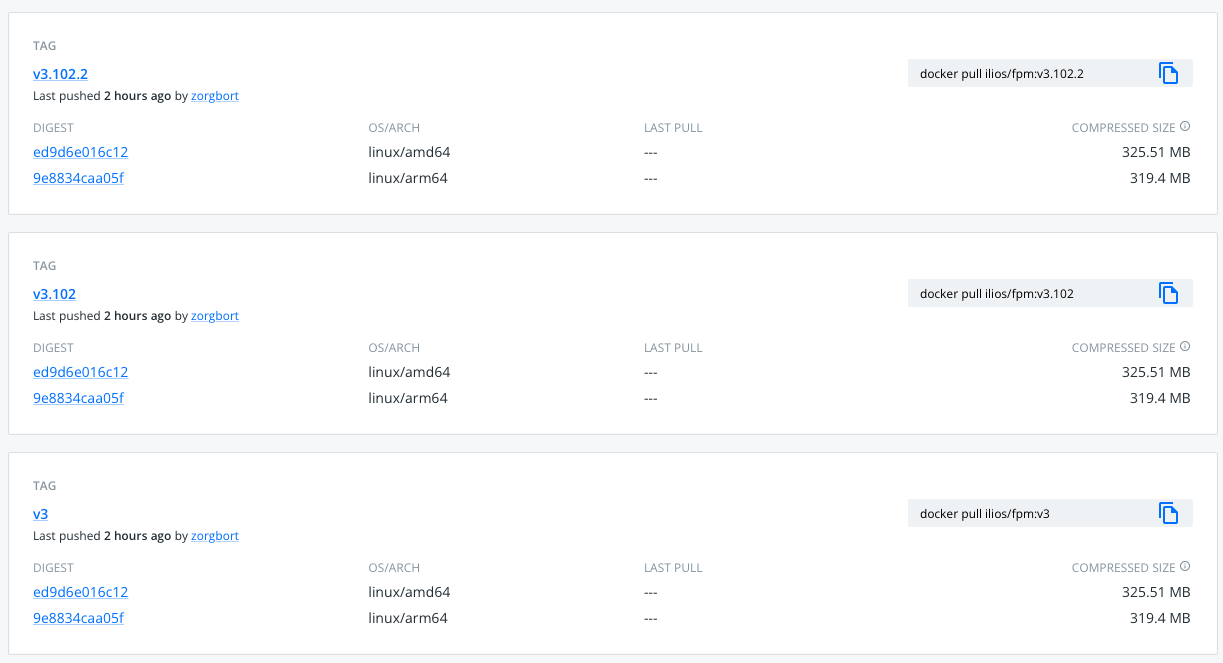 TAG
v3.102.2
docker pull ilios/fpm:v3.102.2
Last pushed 2 hours ago by zorgbort
DIGEST OS/ARCH LAST PULL COMPRESSED SIZE
ed9d6e016c12 linux/amd64 --- 325.51 MB
9e8834caa05f linux/arm64 --- 319.4 MB
TAG
v3.102
docker pull ilios/fpm:v3.102
Last pushed 2 hours ago by zorgbort
DIGEST OS/ARCH LAST PULL COMPRESSED SIZE
ed9d6e016c12 linux/amd64 --- 325.51 MB
9e8834caa05f linux/arm64 --- 319.4 MB
TAG
v3
docker pull ilios/fpm:v3
Last pushed 2 hours ago by zorgbort
DIGEST OS/ARCH LAST PULL COMPRESSED SIZE
ed9d6e016c12 linux/amd64 --- 325.51 MB
9e8834caa05f linux/arm64 --- 319.4 MB